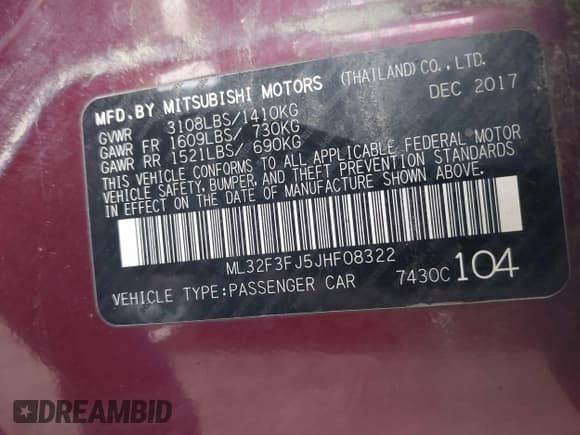 MFD.BY MITSUBISHI MOTORS (THAILAND)CO.,LTD.
DEC 2017
GVWR 3108LBS/1410KG
GAWR FR 1609LBS/ 730KG
GAWR RR 1521LBS/ 690KG
THIS VEHICLE CONFORMS TO ALL APPLICABLE FEDERAL MOTOR
VEHICLE SAFETY, BUMPER, AND THEFT PREVENTION STANDARDS
IN EFFECT ON THE DATE OF MANUFACTURE SHOWN ABOVE.
ML32F3FJ5JHF08322
VEHICLE TYPE:PASSENGER CAR 7430C 104
DREAMBID